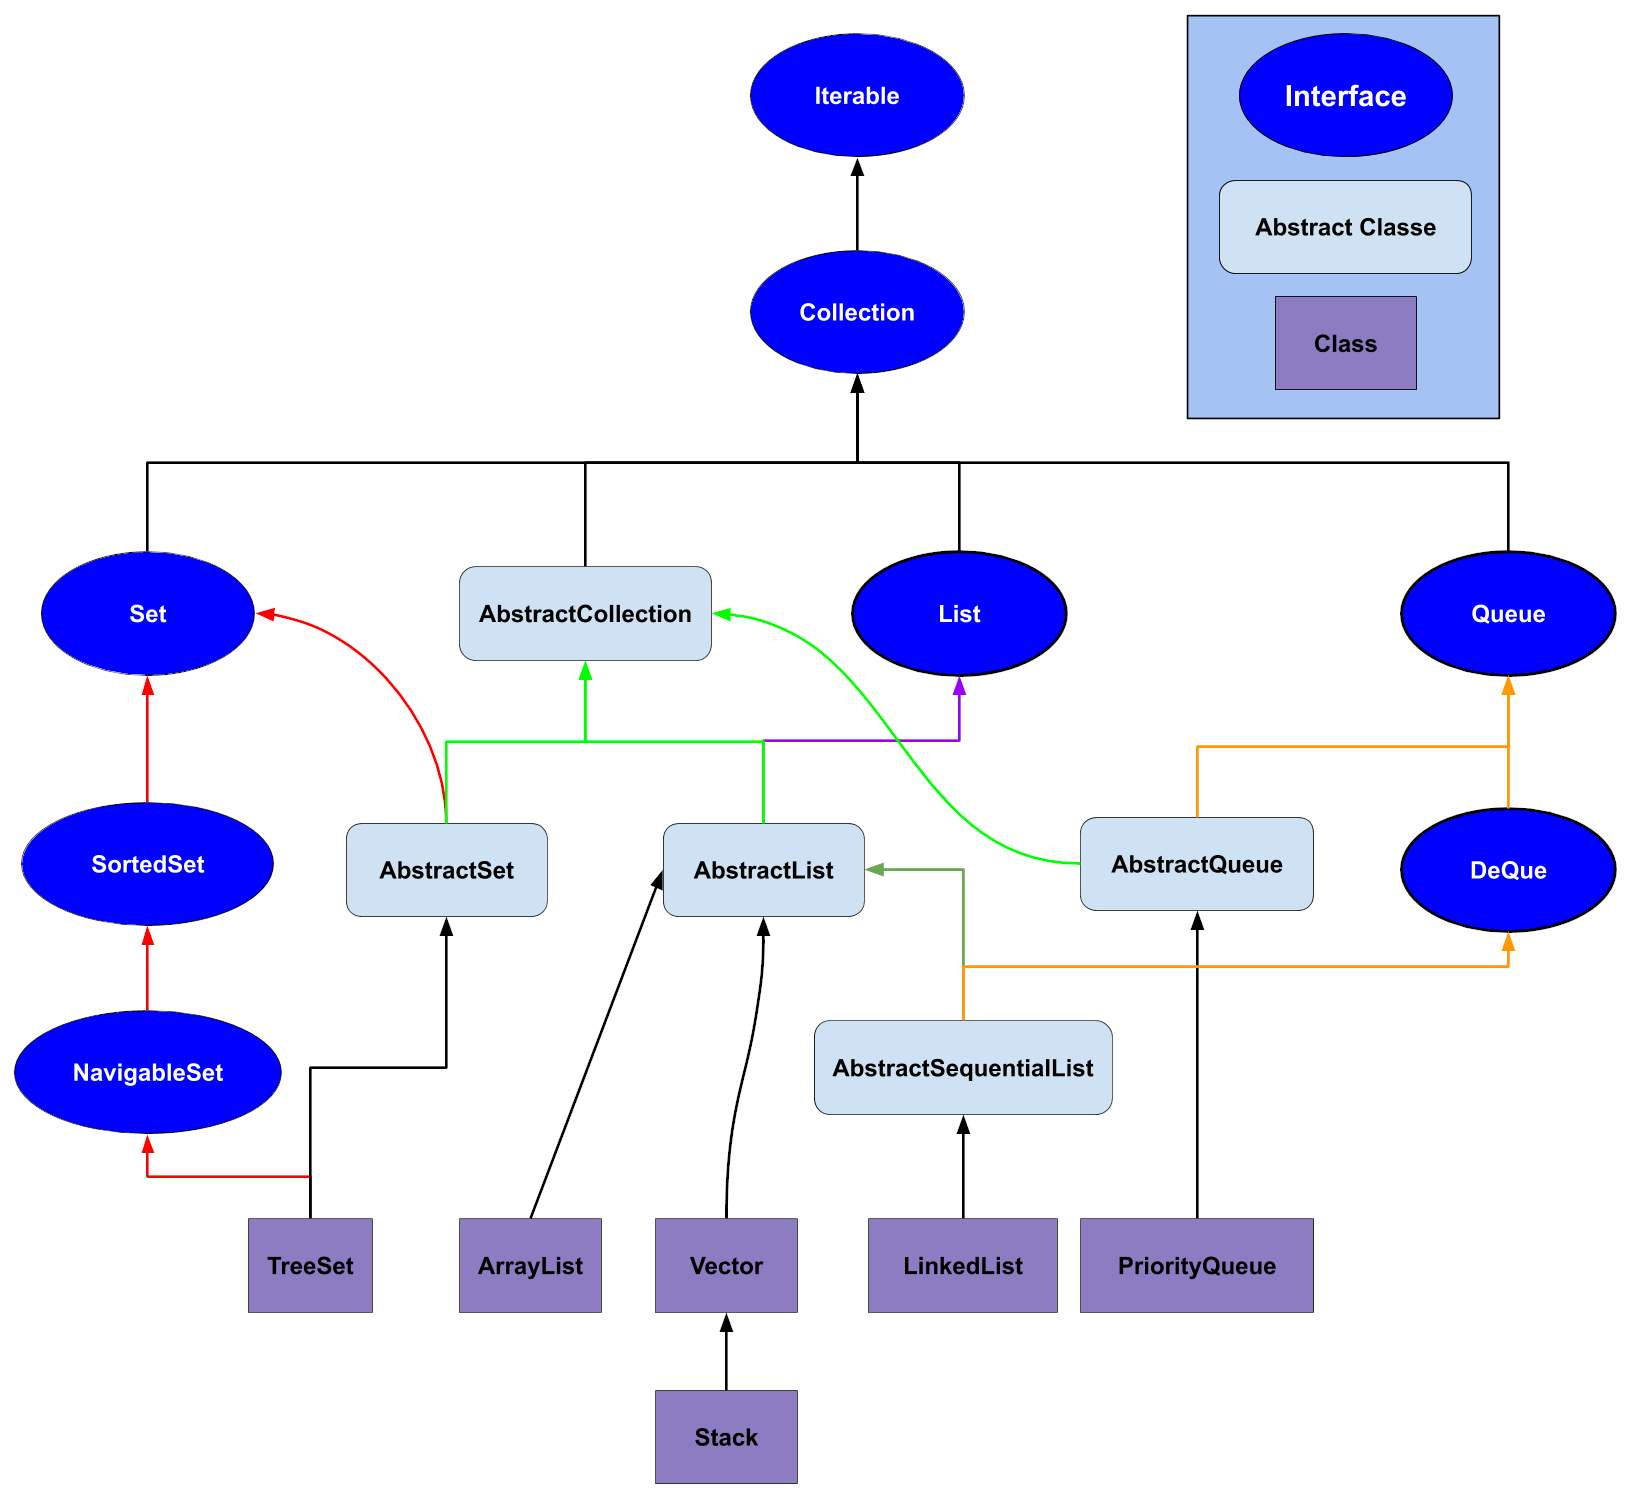 Iterable
Interface
Abstract Classe
Collection
Class
Set
AbstractCollection
List
Queue
SortedSet
AbstractSet
AbstractList
AbstractQueue
DeQue
NavigableSet
AbstractSequentialList
TreeSet
ArrayList
Vector
LinkedList
PriorityQueue
Stack